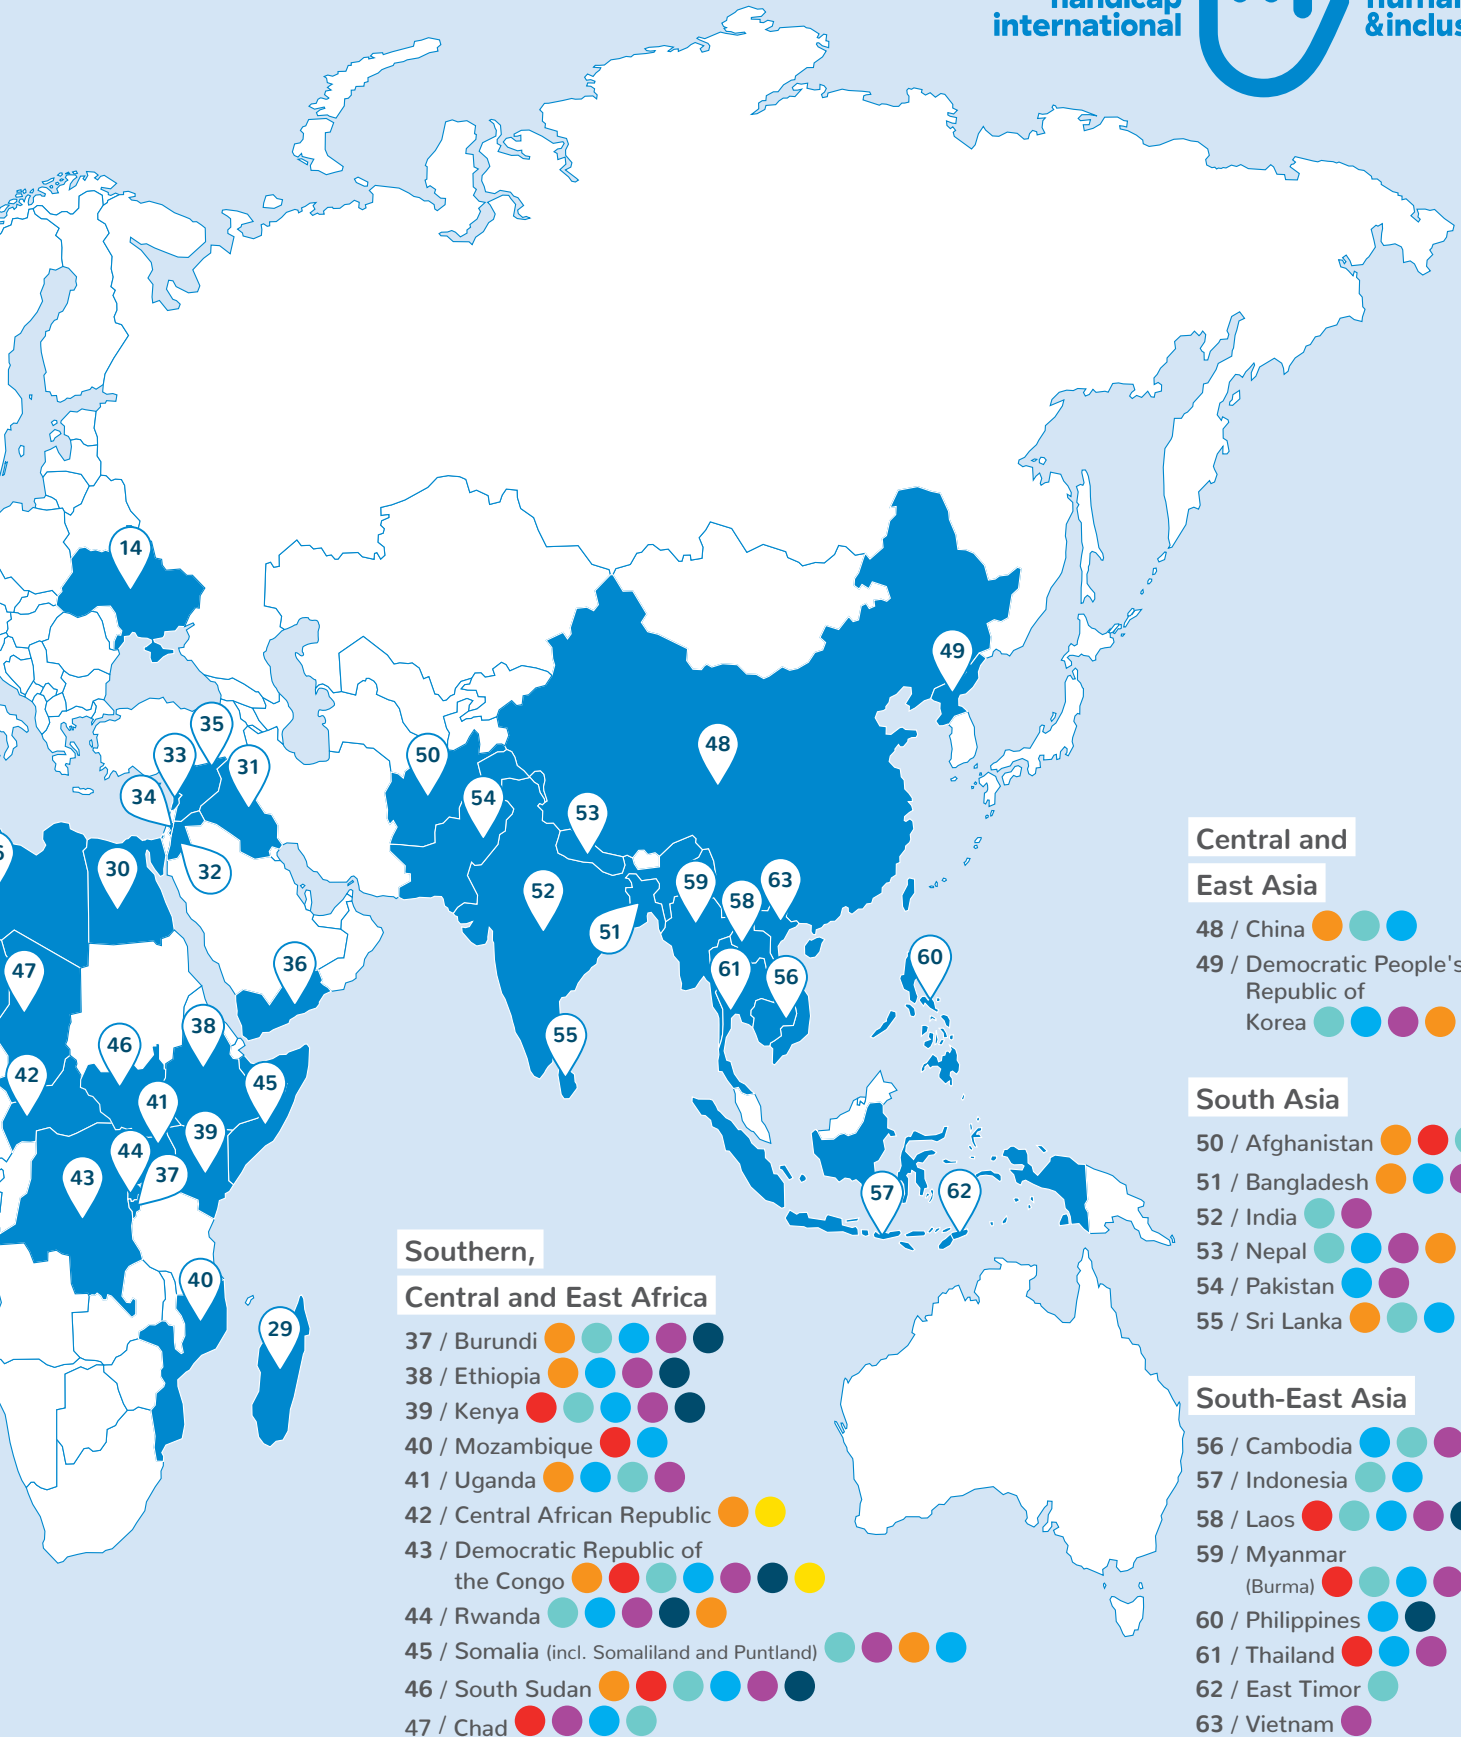 handicap
international
14
35
33
31
34
50
54
53
48
49
30
32
52
51
59
58
63
47
36
61
56
60
38
46
55
42
45
41
39
44
43
37
57
62
40
29
Southern,
Central and East Africa
37 / Burundi
38 / Ethiopia
39 / Kenya
40 / Mozambique
41 / Uganda
42 / Central African Republic
43 / Democratic Republic of
the Congo
44 / Rwanda
45 / Somalia (incl. Somaliland and Puntland)
46 / South Sudan
47 / Chad
Central and
East Asia
48 / China
49 / Democratic People's
Republic of
Korea
South Asia
50 / Afghanistan
51 / Bangladesh
52 / India
53 / Nepal
54 / Pakistan
55 / Sri Lanka
South-East Asia
56 / Cambodia
57 / Indonesia
58 / Laos
59 / Myanmar
(Burma)
60 / Philippines
61 / Thailand
62 / East Timor
63 / Vietnam